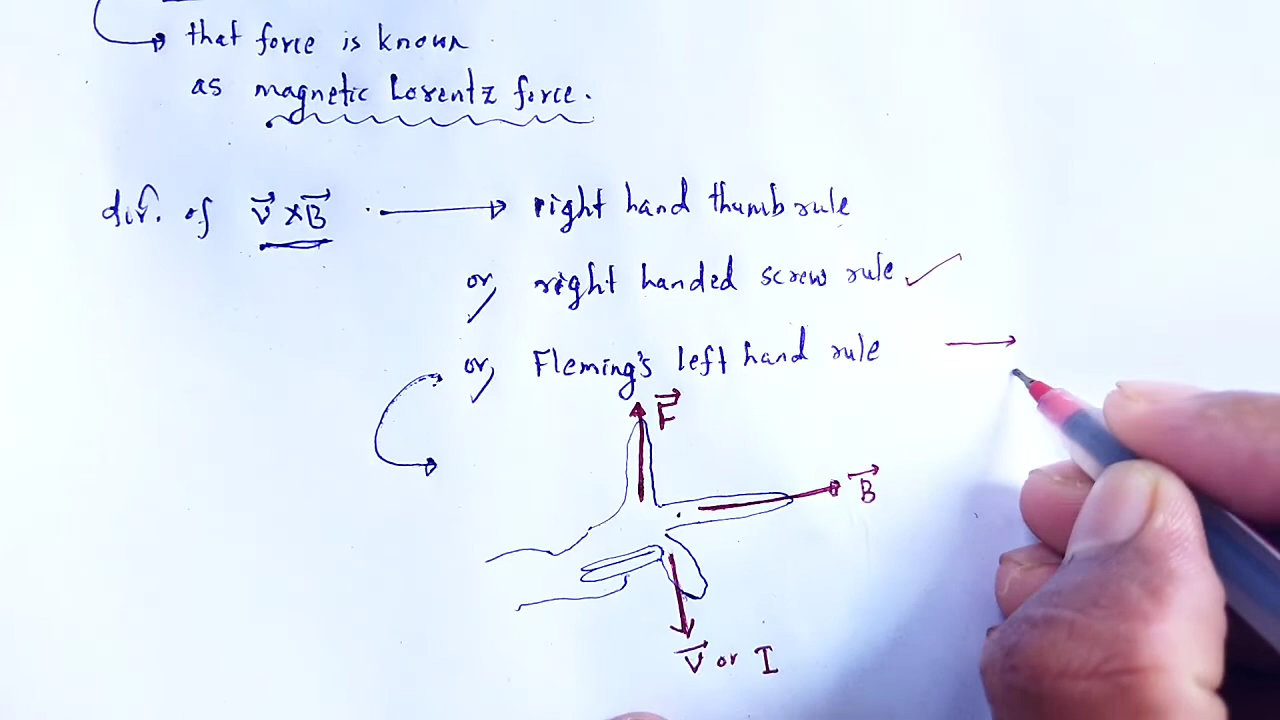 that force is known
as magnetic Lorentz force.
dir. of V⃗ × B⃗ → right hand thumb rule
or, right handed screw rule ✓
or, Fleming's left hand rule →
F⃗
B⃗
V⃗ or I